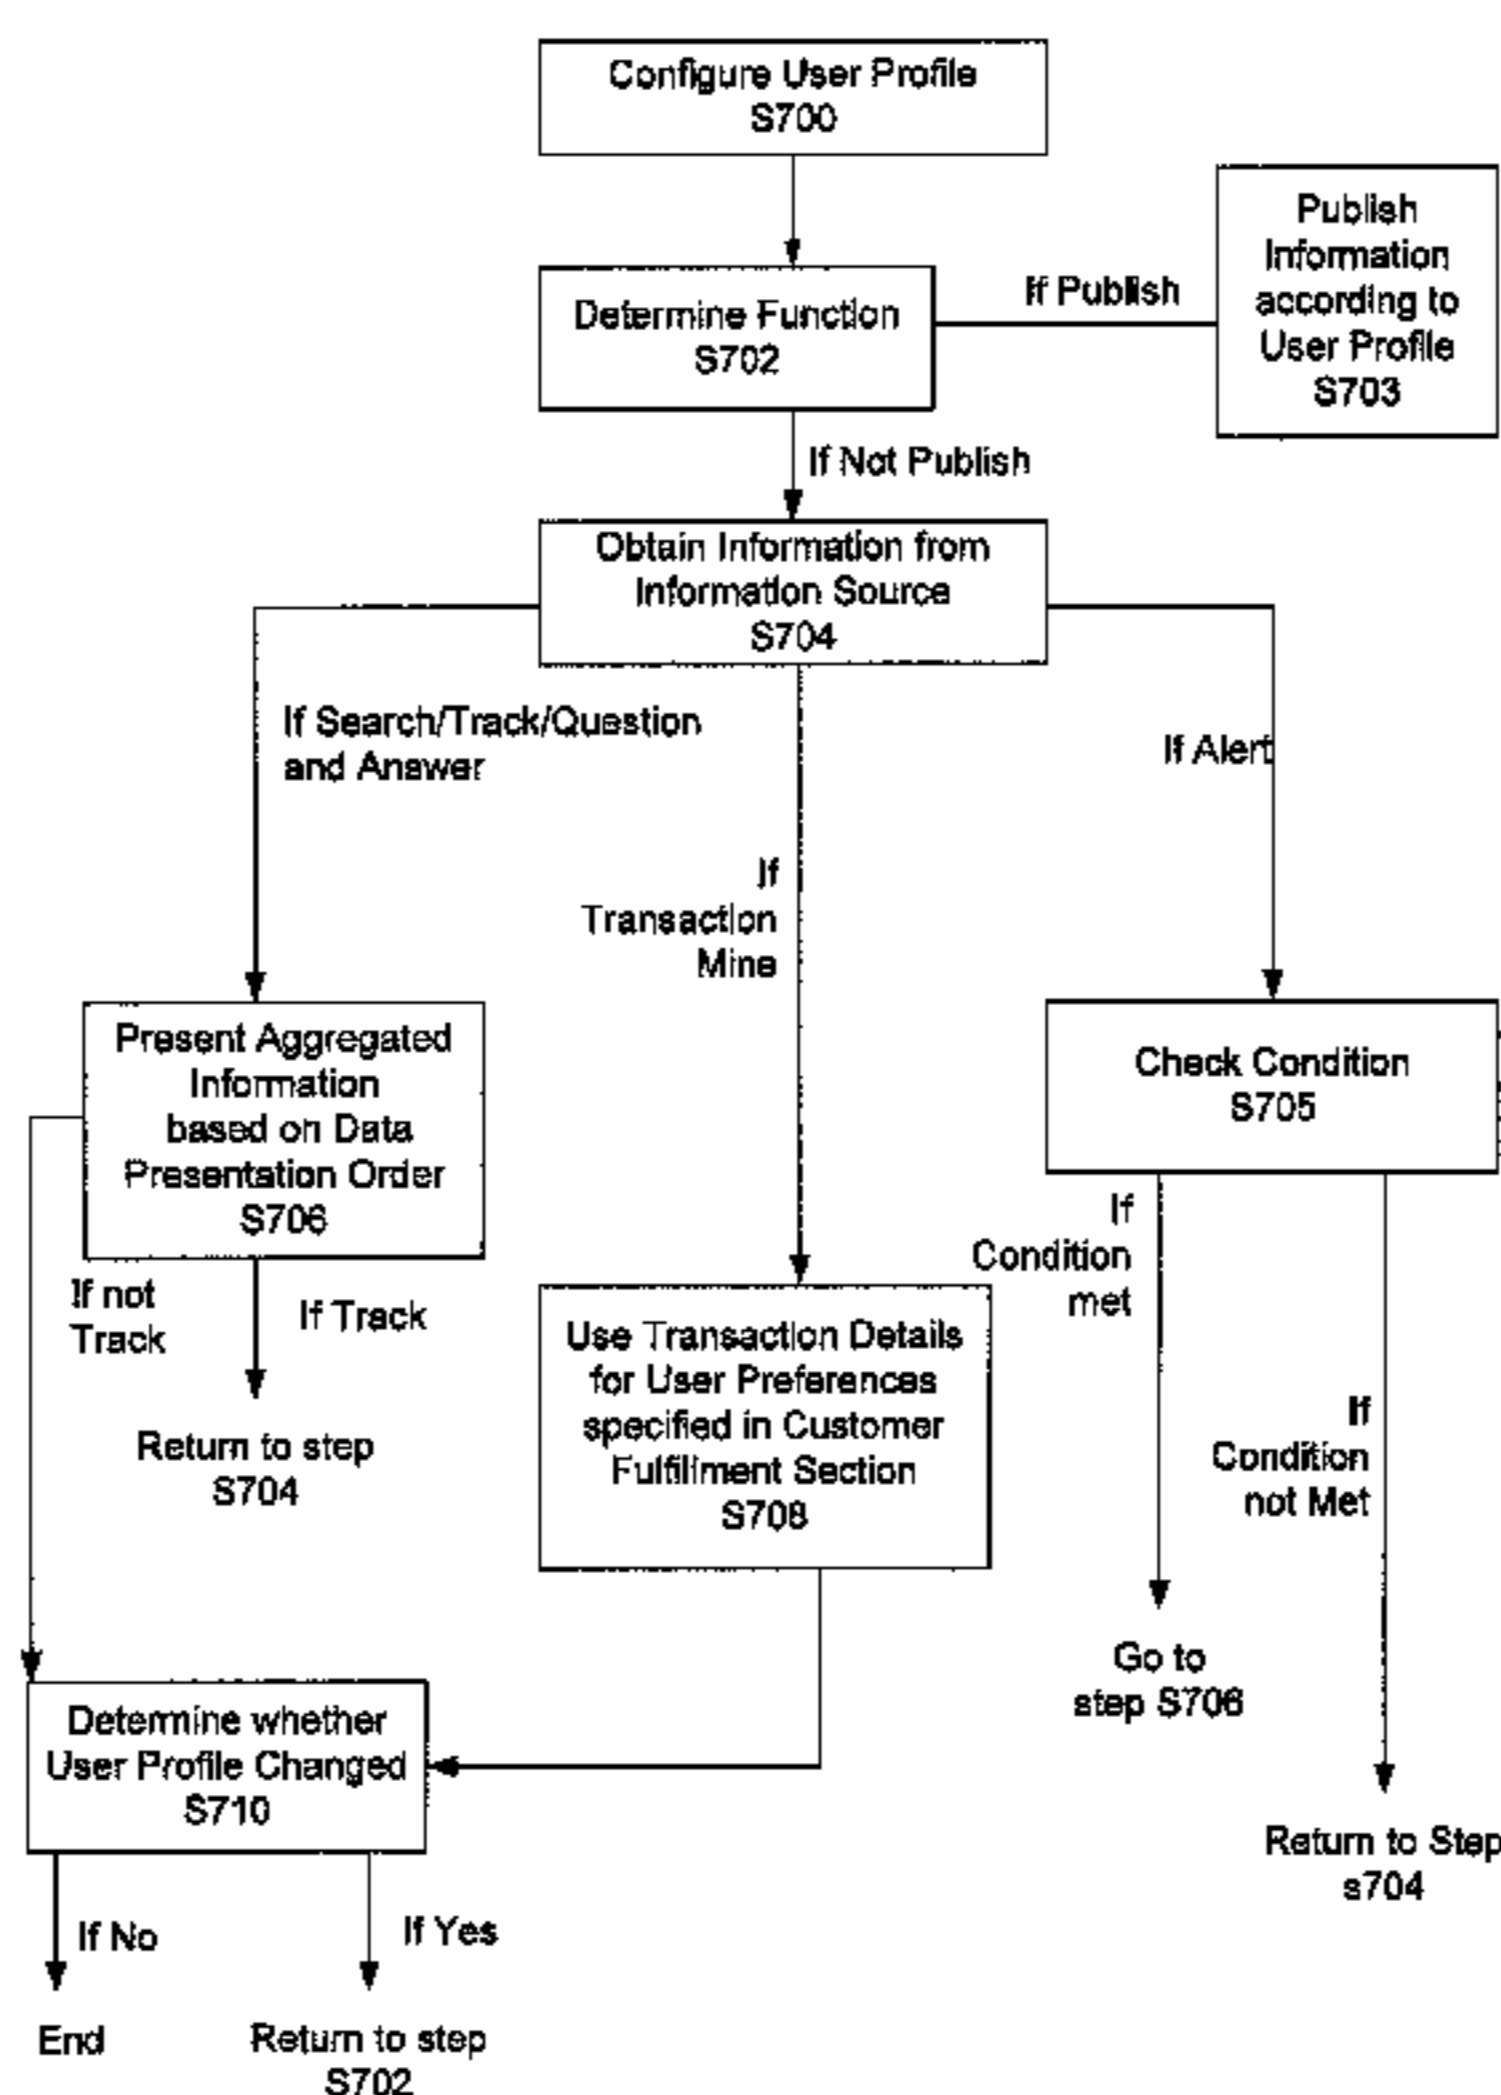 Configure User Profile
S700
Publish
Information
according to
User Profile
S703
If Publish
Determine Function
S702
If Not Publish
Obtain Information from
Information Source
S704
If Search/Track/Question
and Answer
If Alert
If
Transaction
Mine
Present Aggregated
Information
based on Data
Presentation Order
S706
Check Condition
S705
If
Condition
met
If not
Track
If Track
Use Transaction Details
for User Preferences
specified in Customer
Fulfillment Section
S708
If
Condition
not Met
Return to step
S704
Go to
step S706
Determine whether
User Profile Changed
S710
Return to Step
s704
If No
If Yes
End
Return to step
S702